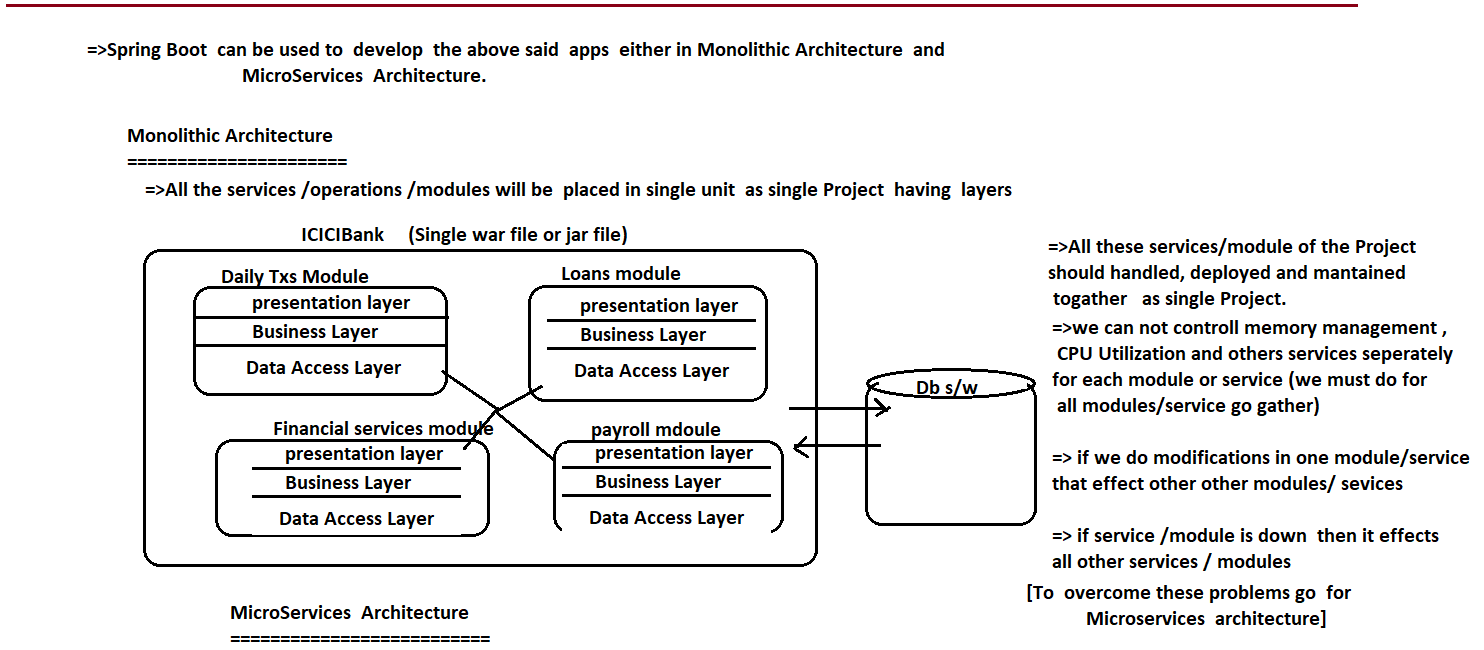 =>Spring Boot can be used to develop the above said apps either in Monolithic Architecture and
MicroServices Architecture.
Monolithic Architecture
======================
=>All the services /operations /modules will be placed in single unit as single Project having layers
ICICIBank (Single war file or jar file)
Daily Txs Module
presentation layer
Business Layer
Data Access Layer
Loans module
presentation layer
Business Layer
Data Access Layer
Financial services module
presentation layer
Business Layer
Data Access Layer
payroll mdoule
presentation layer
Business Layer
Data Access Layer
Db s/w
=>All these services/module of the Project
should handled, deployed and mantained
togather as single Project.
=>we can not controll memory management ,
CPU Utilization and others services seperately
for each module or service (we must do for
all modules/service go gather)
=> if we do modifications in one module/service
that effect other other modules/ sevices
=> if service /module is down then it effects
all other services / modules
[To overcome these problems go for
Microservices architecture]
MicroServices Architecture
==========================